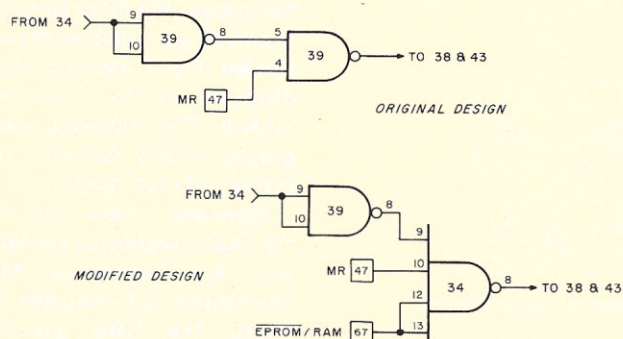 FROM 34
9
10
39
8
5
4
39
TO 38 & 43
MR 47
ORIGINAL DESIGN
FROM 34
9
10
39
8
9
MR 47
10
12
13
34
8
TO 38 & 43
MODIFIED DESIGN
EPROM/RAM 67